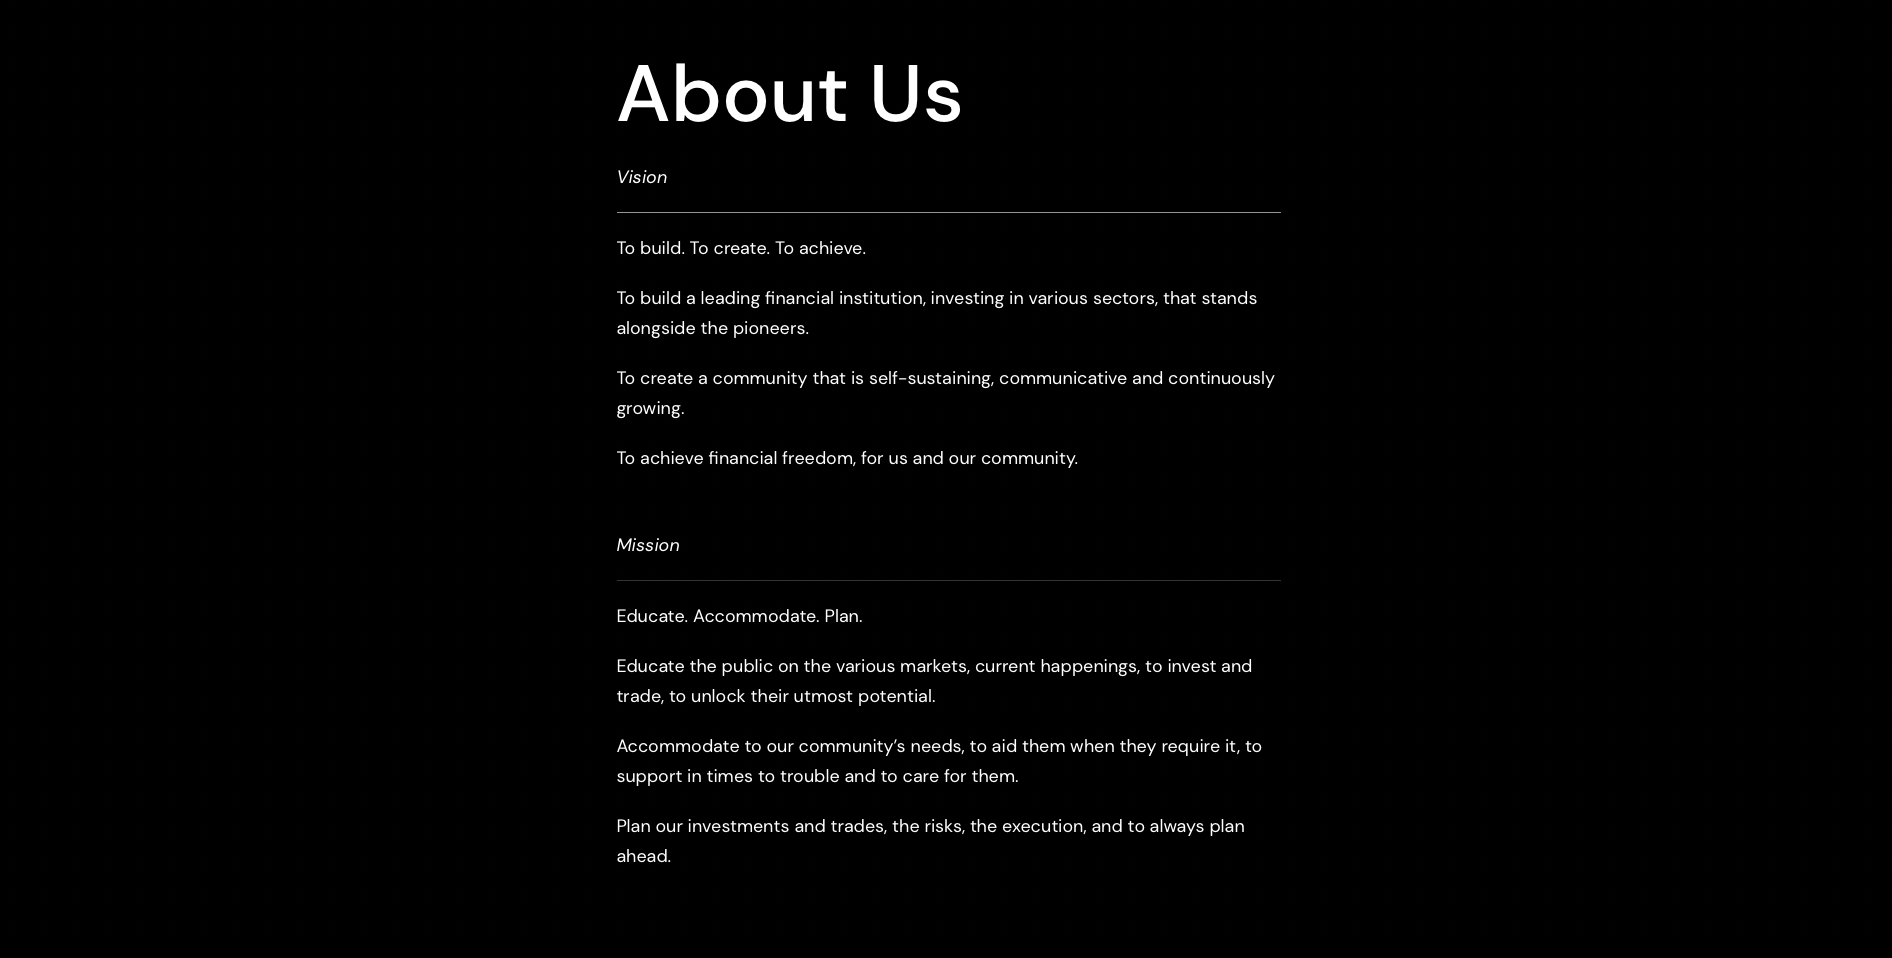 About Us
Vision
To build. To create. To achieve.
To build a leading financial institution, investing in various sectors, that stands
alongside the pioneers.
To create a community that is self-sustaining, communicative and continuously
growing.
To achieve financial freedom, for us and our community.
Mission
Educate. Accommodate. Plan.
Educate the public on the various markets, current happenings, to invest and
trade, to unlock their utmost potential.
Accommodate to our community’s needs, to aid them when they require it, to
support in times to trouble and to care for them.
Plan our investments and trades, the risks, the execution, and to always plan
ahead.